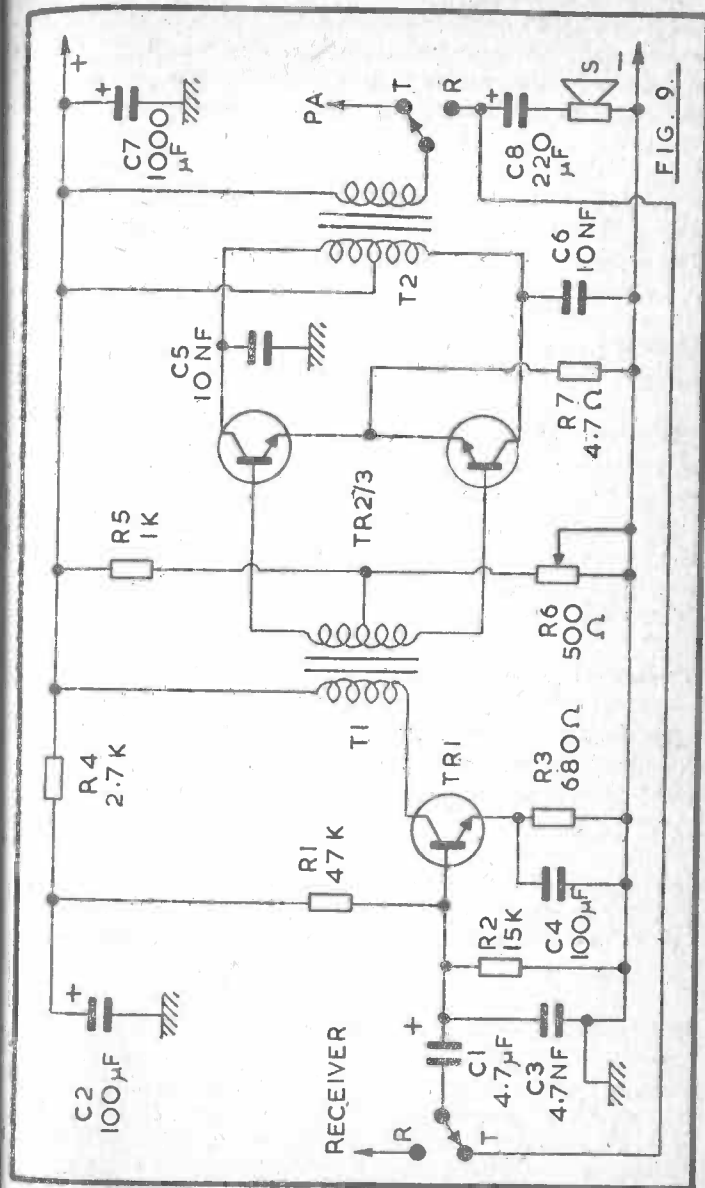 C2
100µF
+
R4
2.7K
R5
1K
+
+
C7
1000
µF
R1
47K
C5
10NF
PA
T
R
RECEIVER
R
T
T1
TR2/3
T2
TR1
+
C1
4.7µF
C3
4.7NF
R2
15K
C4
100µF
R3
680Ω
R6
500
Ω
R7
4.7Ω
C6
10NF
+
C8
220
µF
S
−
FIG. 9.